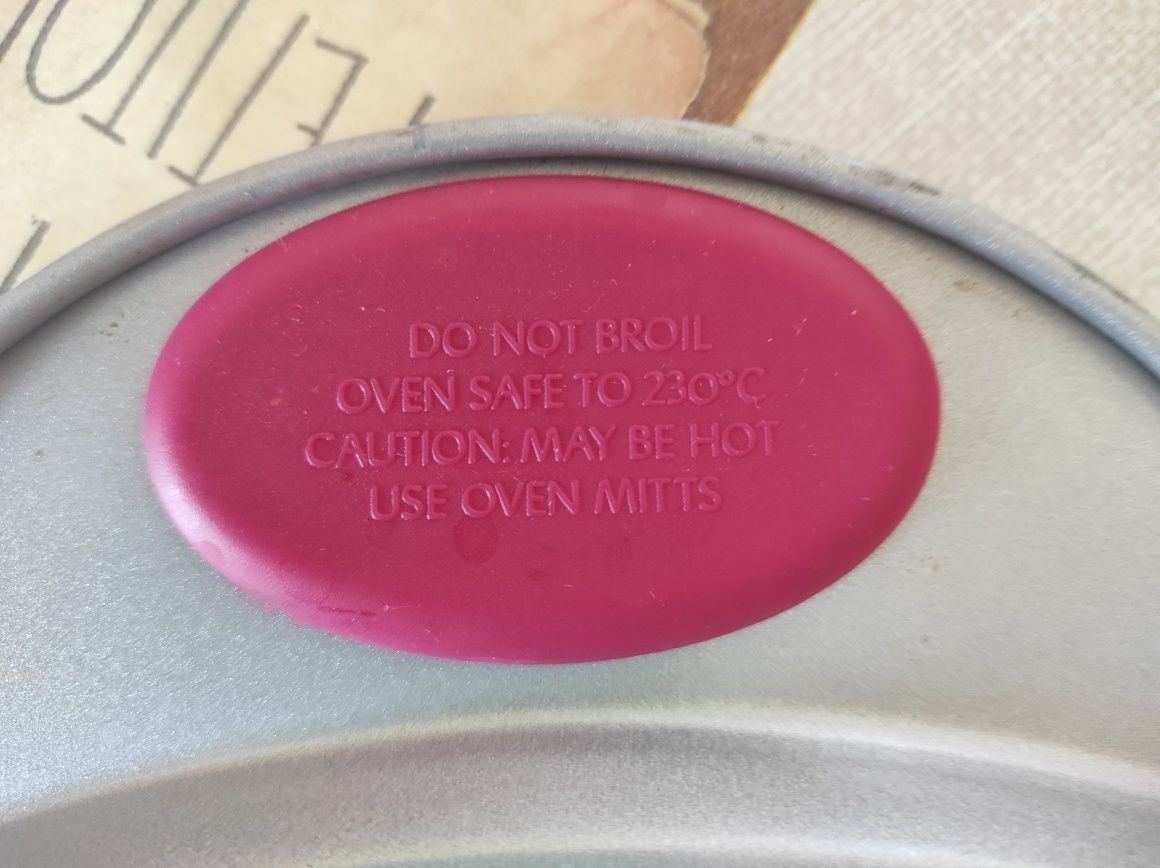 DO NOT BROIL
OVEN SAFE TO 230°C
CAUTION: MAY BE HOT
USE OVEN MITTS